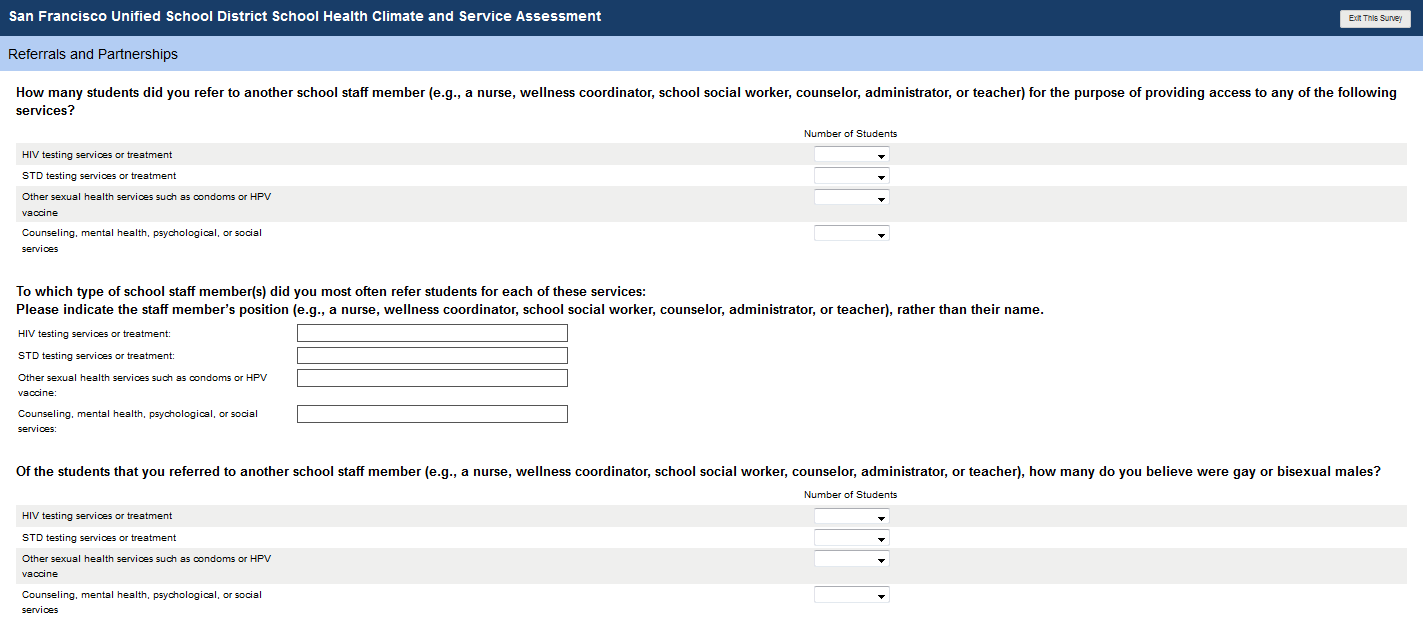 San Francisco Unified School District School Health Climate and Service Assessment
Exit This Survey
Referrals and Partnerships
How many students did you refer to another school staff member (e.g., a nurse, wellness coordinator, school social worker, counselor, administrator, or teacher) for the purpose of providing access to any of the following
services?
Number of Students
HIV testing services or treatment
STD testing services or treatment
Other sexual health services such as condoms or HPV
vaccine
Counseling, mental health, psychological, or social
services
To which type of school staff member(s) did you most often refer students for each of these services:
Please indicate the staff member's position (e.g., a nurse, wellness coordinator, school social worker, counselor, administrator, or teacher), rather than their name.
HIV testing services or treatment:
STD testing services or treatment:
Other sexual health services such as condoms or HPV
vaccine:
Counseling, mental health, psychological, or social
services:
Of the students that you referred to another school staff member (e.g., a nurse, wellness coordinator, school social worker, counselor, administrator, or teacher), how many do you believe were gay or bisexual males?
Number of Students
HIV testing services or treatment
STD testing services or treatment
Other sexual health services such as condoms or HPV
vaccine
Counseling, mental health, psychological, or social
services